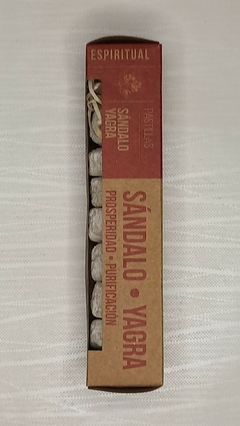 ESPIRITUAL
PASTILLAS
SÁNDALO
YAGRA
SÁNDALO • YAGRA
PROSPERIDAD • PURIFICACIÓN